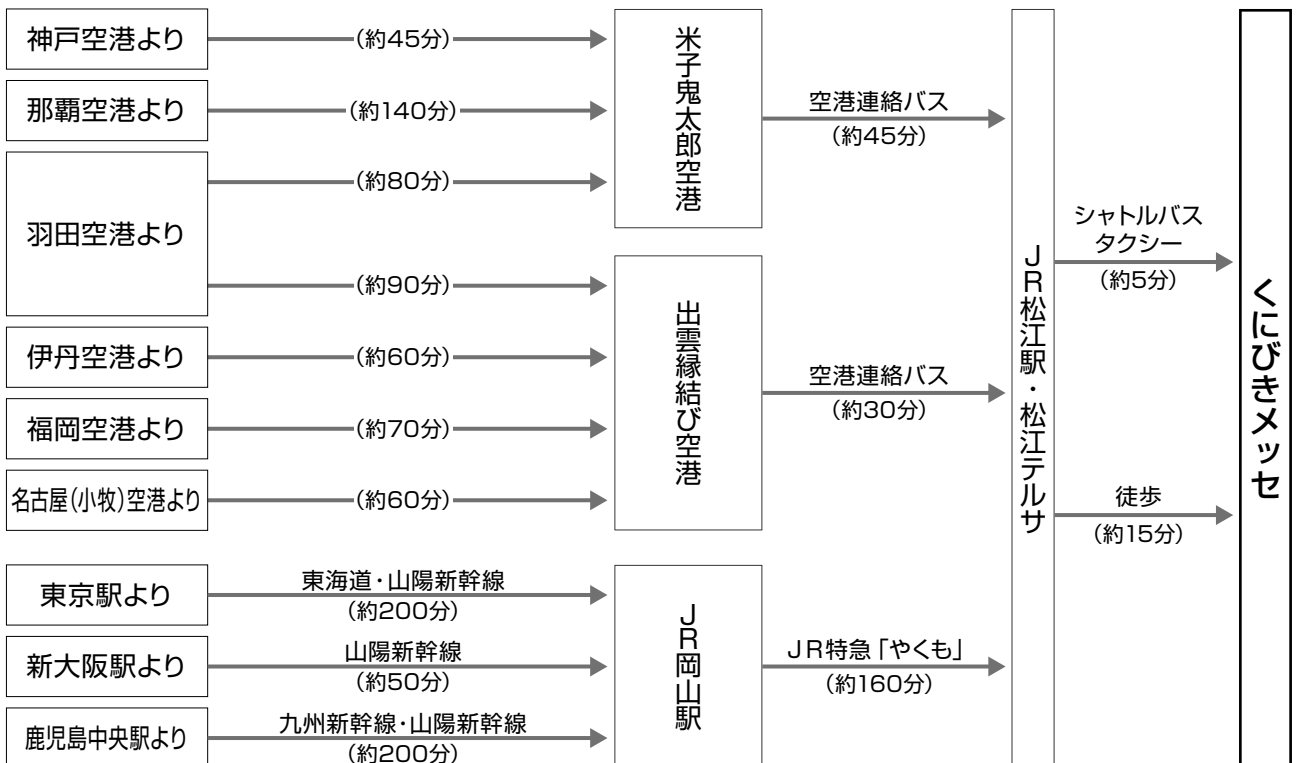 神戸空港より
(約45分)
那覇空港より
(約140分)
羽田空港より
(約80分)
(約90分)
伊丹空港より
(約60分)
福岡空港より
(約70分)
名古屋(小牧)空港より
(約60分)
東京駅より
東海道・山陽新幹線
(約200分)
新大阪駅より
山陽新幹線
(約50分)
鹿児島中央駅より
九州新幹線・山陽新幹線
(約200分)
米子鬼太郎空港
出雲縁結び空港
JR岡山駅
空港連絡バス
(約45分)
空港連絡バス
(約30分)
JR特急「やくも」
(約160分)
JR松江駅・松江テルサ
シャトルバス
タクシー
(約5分)
徒歩
(約15分)
くにびきメッセ